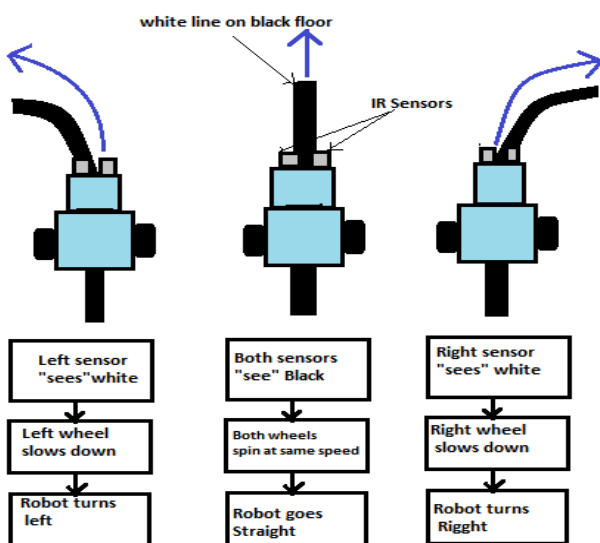 white line on black floor
IR Sensors
Left sensor
"sees"white
Left wheel
slows down
Robot turns
left
Both sensors
"see" Black
Both wheels
spin at same speed
Robot goes
Straight
Right sensor
"sees" white
Right wheel
slows down
Robot turns
Rigght